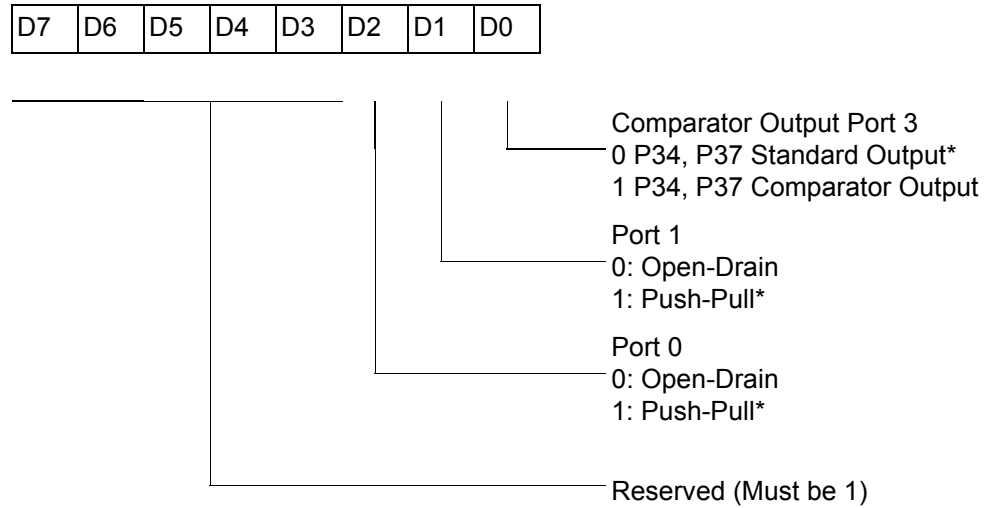 D7 D6 D5 D4 D3 D2 D1 D0
Comparator Output Port 3
0 P34, P37 Standard Output*
1 P34, P37 Comparator Output
Port 1
0: Open-Drain
1: Push-Pull*
Port 0
0: Open-Drain
1: Push-Pull*
Reserved (Must be 1)